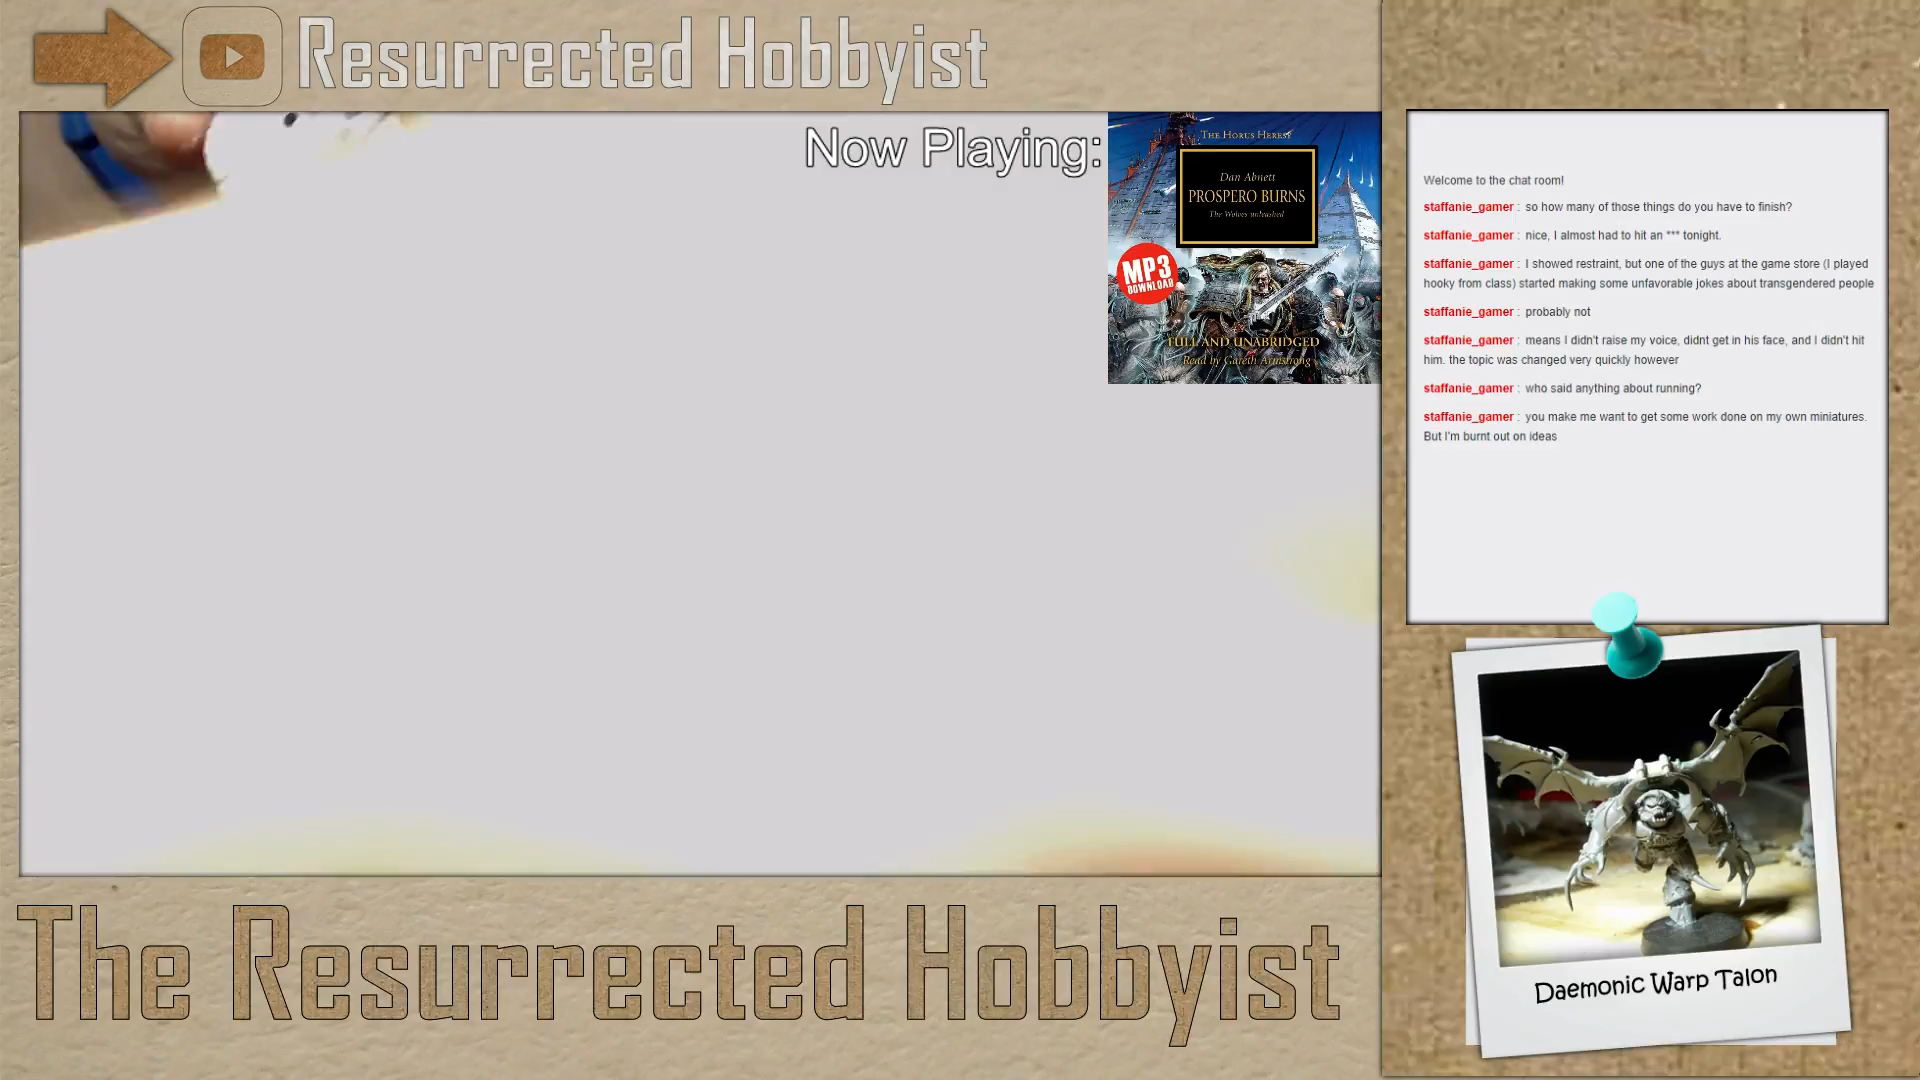 Resurrected Hobbyist
Now Playing:
THE HORUS HERESY
Dan Abnett
PROSPERO BURNS
The Wolves unleashed
MP3
DOWNLOAD
FULL AND UNABRIDGED
Read by Gareth Armstrong
Welcome to the chat room!
staffanie_gamer : so how many of those things do you have to finish?
staffanie_gamer : nice, I almost had to hit an *** tonight.
staffanie_gamer : I showed restraint, but one of the guys at the game store (I played
hooky from class) started making some unfavorable jokes about transgendered people
staffanie_gamer : probably not
staffanie_gamer : means I didn't raise my voice, didnt get in his face, and I didn't hit
him. the topic was changed very quickly however
staffanie_gamer : who said anything about running?
staffanie_gamer : you make me want to get some work done on my own miniatures.
But I'm burnt out on ideas
Daemonic Warp Talon
The Resurrected Hobbyist